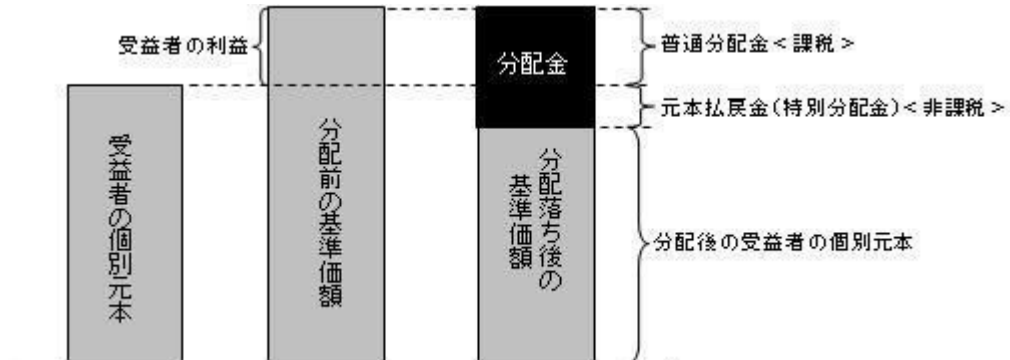 受益者の利益
分配金
普通分配金<課税>
元本払戻金(特別分配金)<非課税>
受益者の個別元本
分配前の基準価額
分配落ち後の
基準価額
分配後の受益者の個別元本